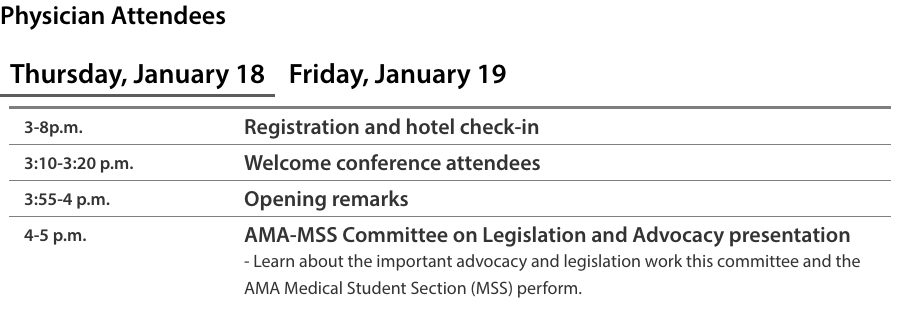 Physician Attendees
Thursday, January 18 Friday, January 19
3-8p.m. Registration and hotel check-in
3:10-3:20 p.m. Welcome conference attendees
3:55-4 p.m. Opening remarks
4-5 p.m. AMA-MSS Committee on Legislation and Advocacy presentation
- Learn about the important advocacy and legislation work this committee and the
AMA Medical Student Section (MSS) perform.